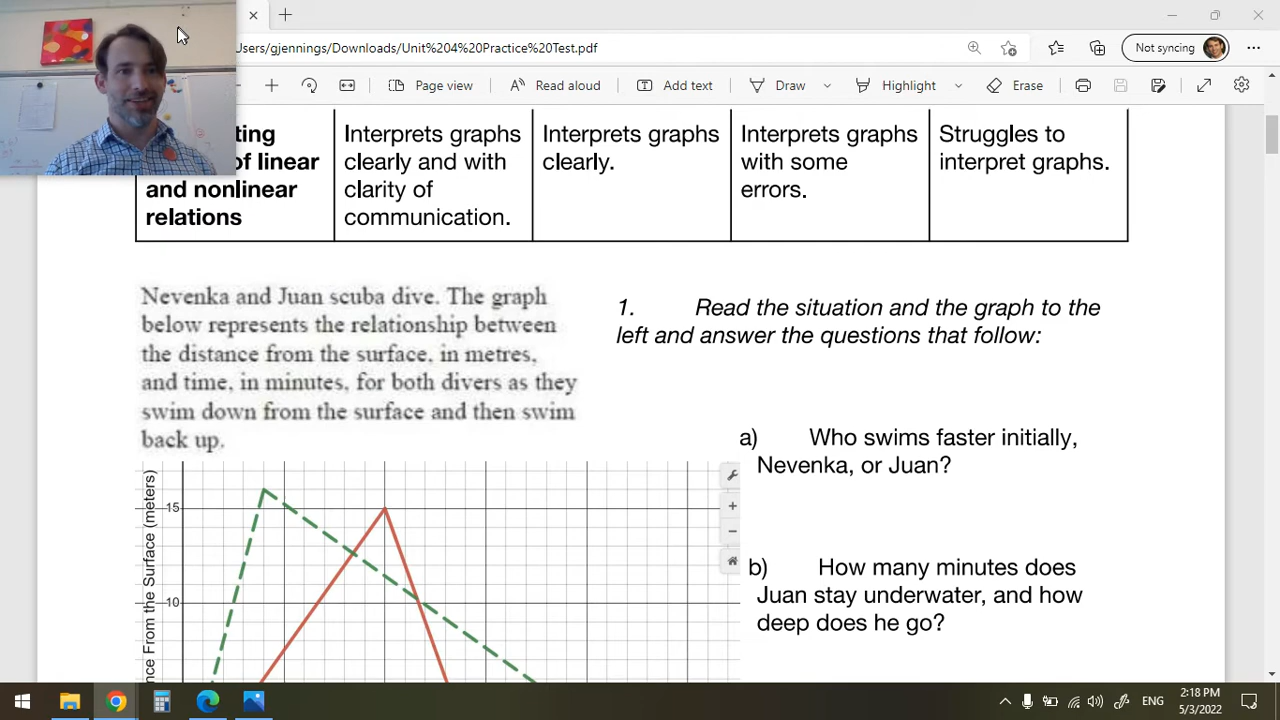 Users/gjennings/Downloads/Unit%204%20Practice%20Test.pdf
Not syncing
Page view
Read aloud
Add text
Draw
Highlight
Erase
of linear
and nonlinear
relations
Interprets graphs
clearly and with
clarity of
communication.
Interprets graphs
clearly.
Interprets graphs
with some
errors.
Struggles to
interpret graphs.
Nevenka and Juan scuba dive. The graph
below represents the relationship between
the distance from the surface, in metres,
and time, in minutes, for both divers as they
swim down from the surface and then swim
back up.
1. Read the situation and the graph to the
left and answer the questions that follow:
a) Who swims faster initially,
Nevenka, or Juan?
b) How many minutes does
Juan stay underwater, and how
deep does he go?
From the Surface (meters)
15
10
ENG
2:18 PM
5/3/2022